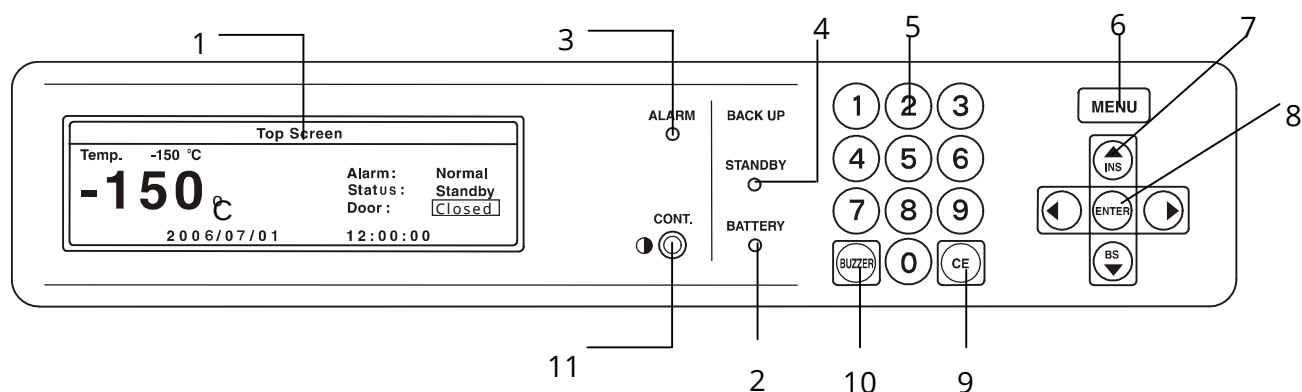 1
3
4
5
6
7
8
Top Screen
Temp. -150 °C
-150 °C
Alarm: Normal
Status: Standby
Door: Closed
2006/07/01 12:00:00
ALARM
CONT.
BACK UP
STANDBY
BATTERY
1 2 3
4 5 6
7 8 9
BUZZER 0 CE
MENU
INS
ENTER
BS
11
2
10
9